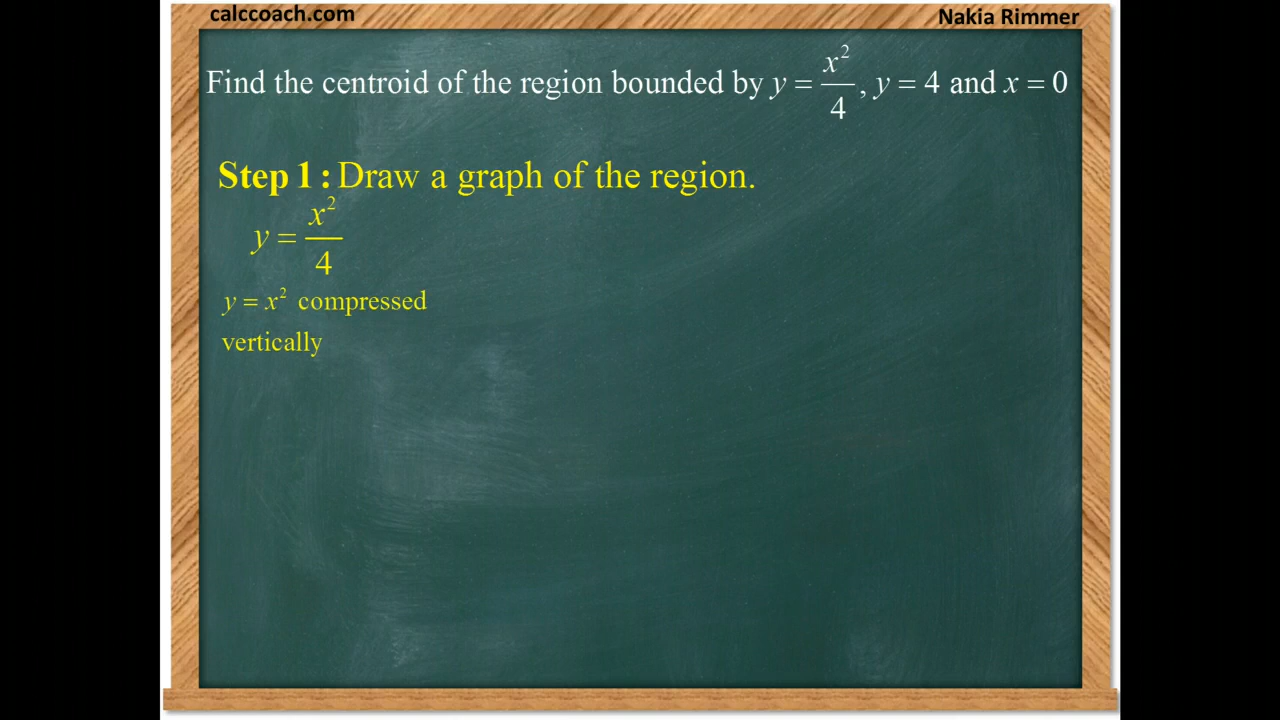 calccoach.com
Nakia Rimmer
Find the centroid of the region bounded by y = x²/4, y = 4 and x = 0
Step 1: Draw a graph of the region.
y = x²/4
y = x² compressed
vertically